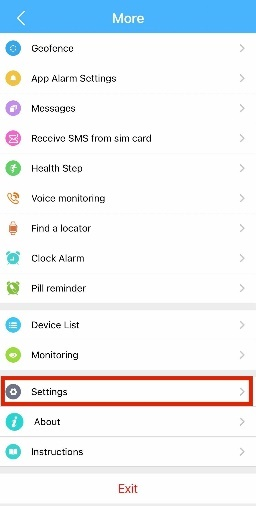 More
Geofence
App Alarm Settings
Messages
Receive SMS from sim card
Health Step
Voice monitoring
Find a locator
Clock Alarm
Pill reminder
Device List
Monitoring
Settings
About
Instructions
Exit